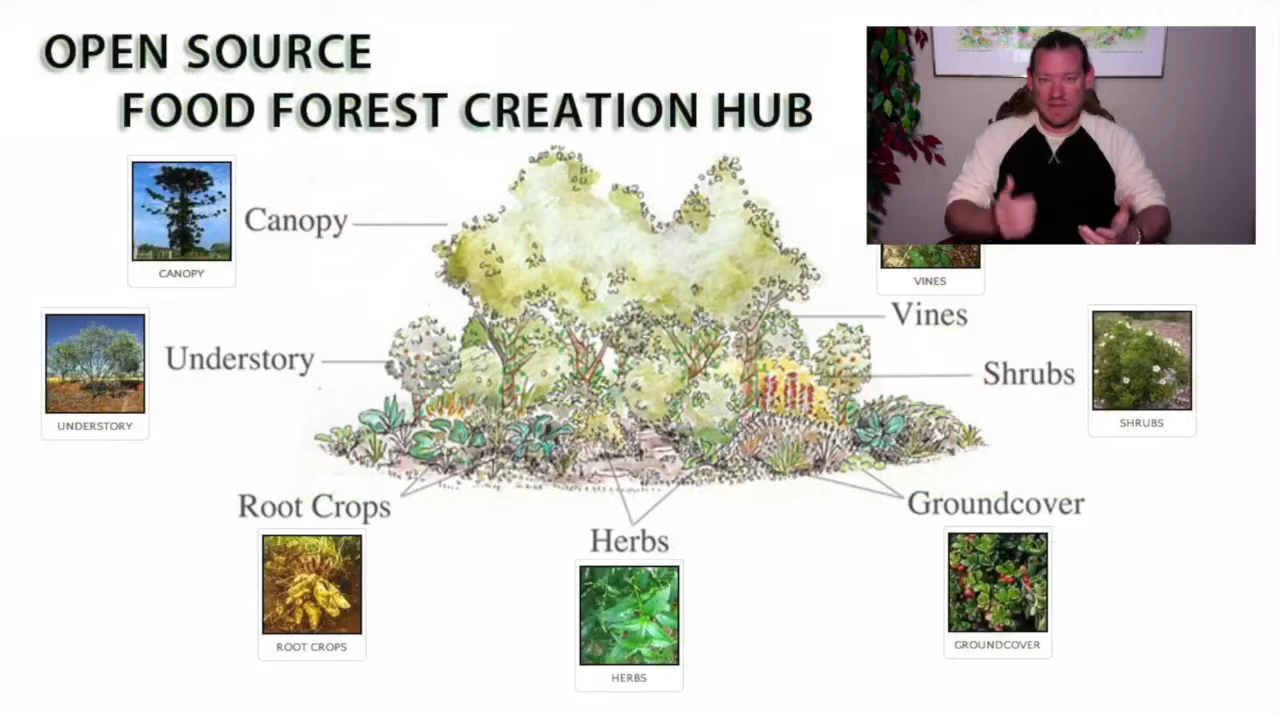 OPEN SOURCE
FOOD FOREST CREATION HUB
CANOPY
Canopy
VINES
Vines
UNDERSTORY
Understory
Shrubs
SHRUBS
Root Crops
Groundcover
Herbs
ROOT CROPS
GROUNDCOVER
HERBS